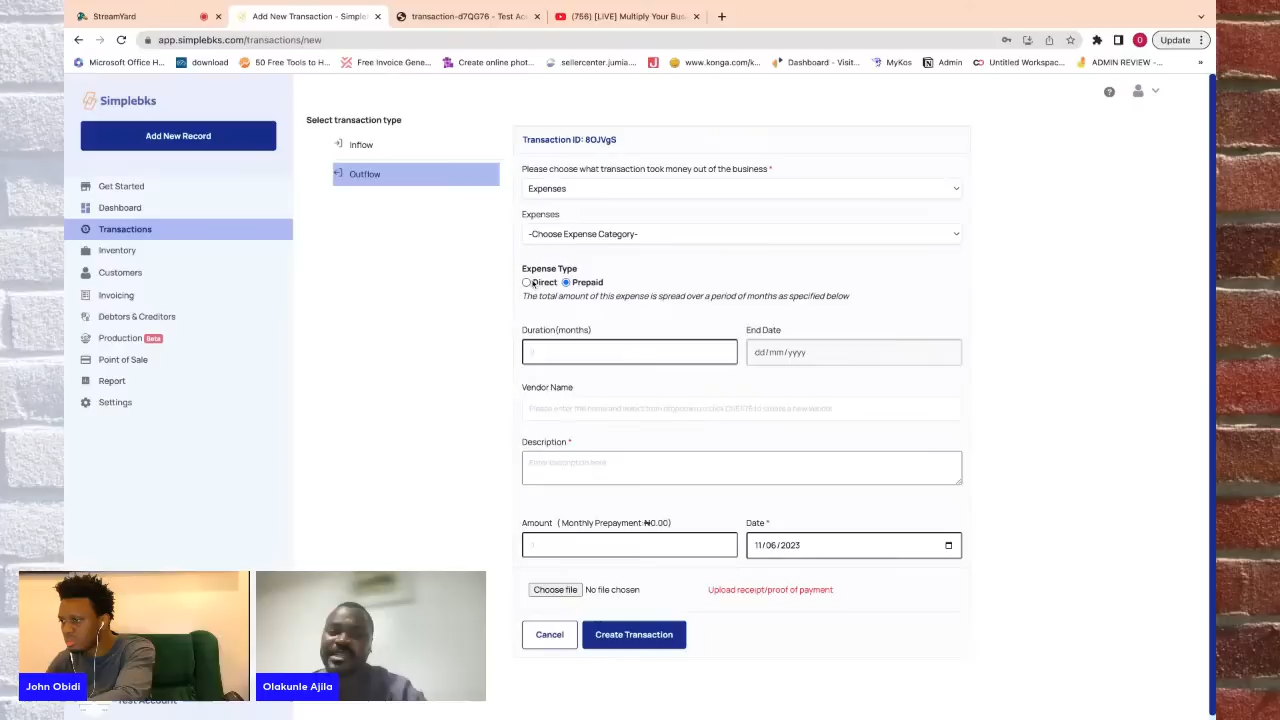 StreamYard
Add New Transaction - Simple
transaction-d7QG76 - Test Acc
(756) [LIVE] Multiply Your Bus
app.simplebks.com/transactions/new
Update
Microsoft Office H...
download
50 Free Tools to H...
Free Invoice Gene...
Create online phot...
sellercenter.jumia....
www.konga.com/k...
Dashboard - Visit...
MyKos
Admin
Untitled Workspac...
ADMIN REVIEW -...
Simplebks
Add New Record
Get Started
Dashboard
Transactions
Inventory
Customers
Invoicing
Debtors & Creditors
Production Beta
Point of Sale
Report
Settings
Test Account
Select transaction type
Inflow
Outflow
Transaction ID: 8OJVgS
Please choose what transaction took money out of the business *
Expenses
Expenses
-Choose Expense Category-
Expense Type
Direct Prepaid
The total amount of this expense is spread over a period of months as specified below
Duration(months) End Date
dd/mm/yyyy
Vendor Name
Description *
Enter description here
Amount ( Monthly Prepayment:₦0.00) Date *
11/06/2023
Choose file No file chosen Upload receipt/proof of payment
Cancel Create Transaction
John Obidi
Olakunle Ajila